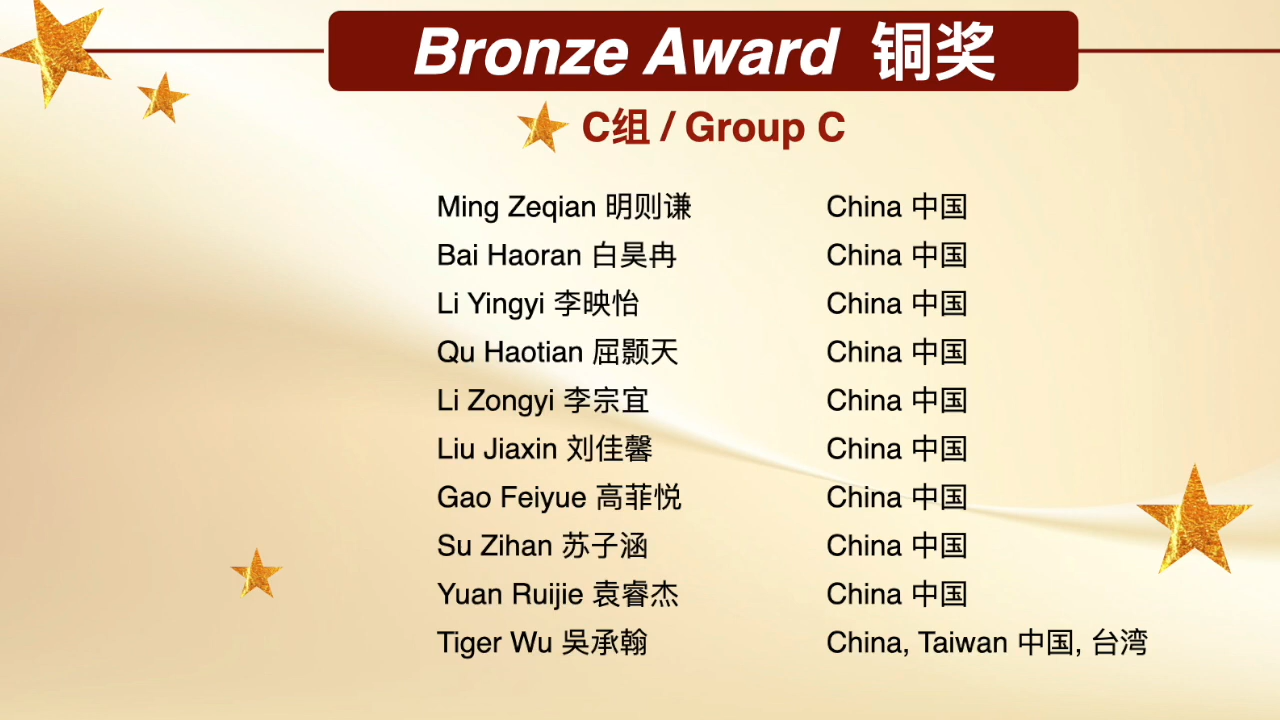 Bronze Award 铜奖
C组 / Group C
Ming Zeqian 明则谦 China 中国
Bai Haoran 白昊冉 China 中国
Li Yingyi 李映怡 China 中国
Qu Haotian 屈颢天 China 中国
Li Zongyi 李宗宜 China 中国
Liu Jiaxin 刘佳馨 China 中国
Gao Feiyue 高菲悦 China 中国
Su Zihan 苏子涵 China 中国
Yuan Ruijie 袁睿杰 China 中国
Tiger Wu 吳承翰 China, Taiwan 中国, 台湾